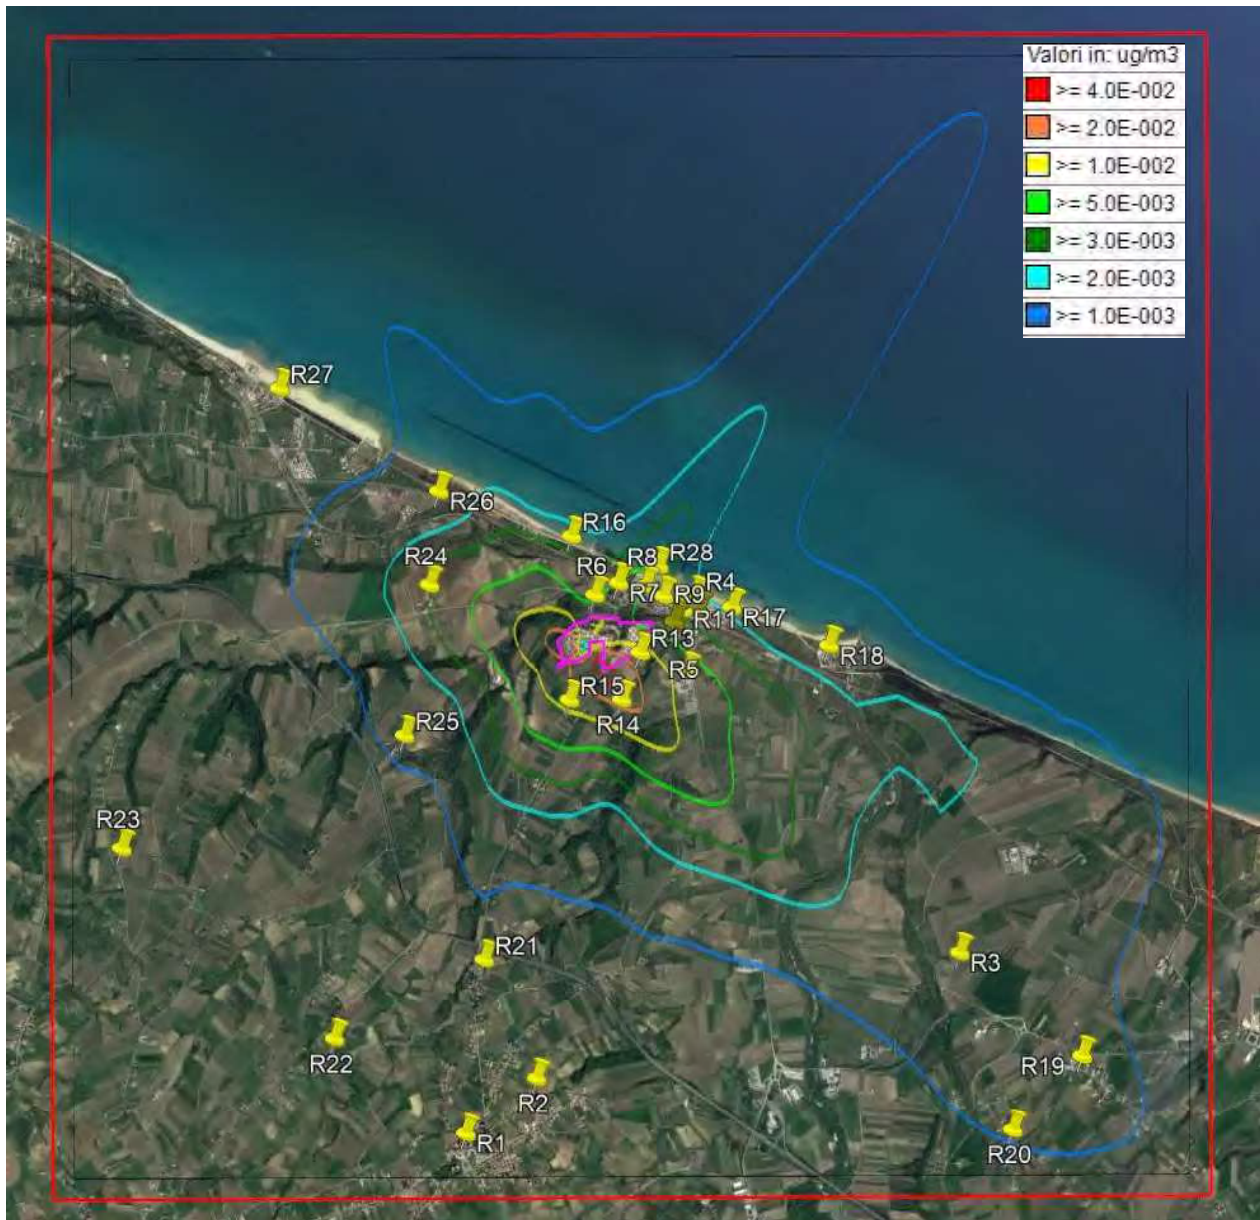 Valori in: ug/m3
>= 4.0E-002
>= 2.0E-002
>= 1.0E-002
>= 5.0E-003
>= 3.0E-003
>= 2.0E-003
>= 1.0E-003
R27
R26
R16
R24
R6
R8
R28
R7
R9
R4
R11
R17
R13
R5
R18
R15
R14
R25
R23
R21
R3
R22
R2
R19
R1
R20